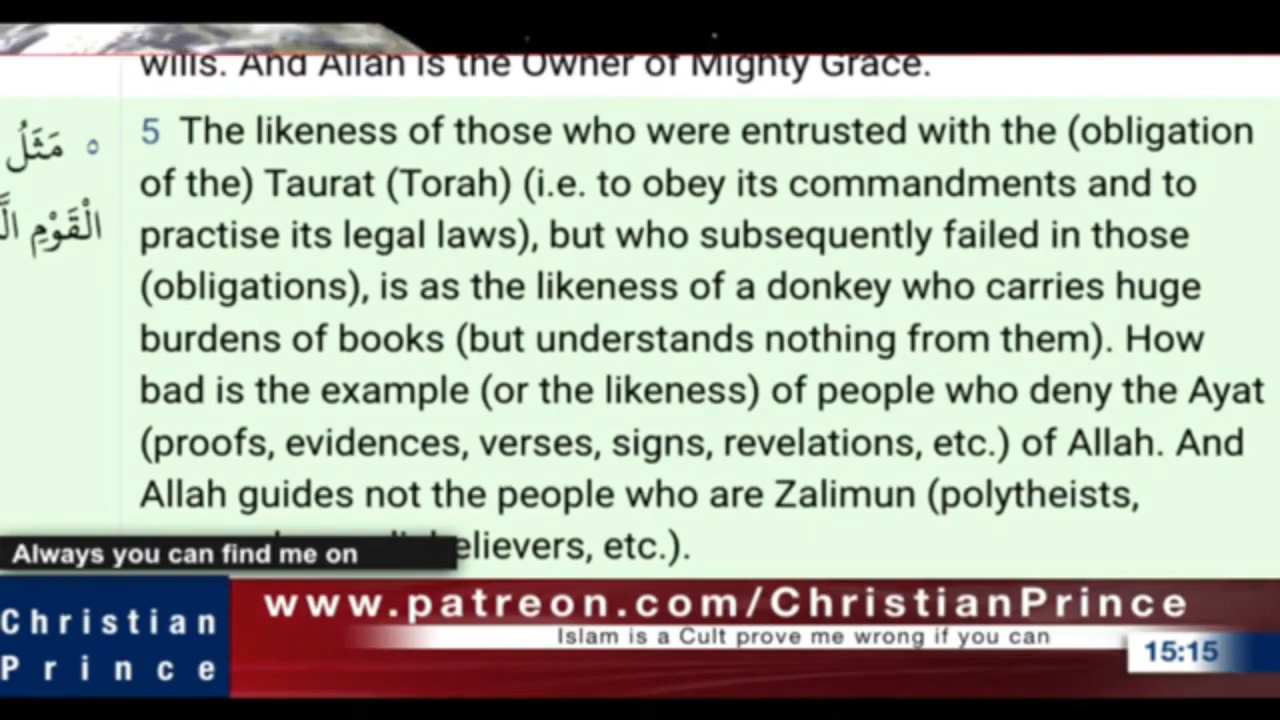 wills. And Allah is the Owner of Mighty Grace.
5 The likeness of those who were entrusted with the (obligation
of the) Taurat (Torah) (i.e. to obey its commandments and to
practise its legal laws), but who subsequently failed in those
(obligations), is as the likeness of a donkey who carries huge
burdens of books (but understands nothing from them). How
bad is the example (or the likeness) of people who deny the Ayat
(proofs, evidences, verses, signs, revelations, etc.) of Allah. And
Allah guides not the people who are Zalimun (polytheists,
elievers, etc.).
٥ مَثَلُ
الْقَوْمِ
Always you can find me on
www.patreon.com/ChristianPrince
Islam is a Cult prove me wrong if you can
Christian
Prince
15:15